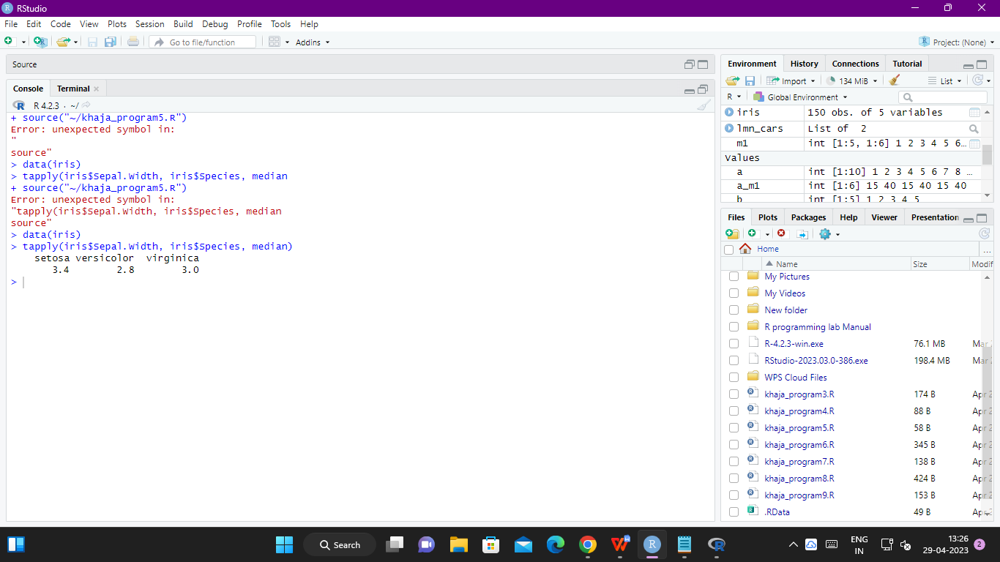 RStudio
File Edit Code View Plots Session Build Debug Profile Tools Help
Go to file/function Addins Project: (None)
Source
Console Terminal
R 4.2.3 · ~/
+ source("~/khaja_program5.R")
Error: unexpected symbol in:
"
source"
> data(iris)
> tapply(iris$Sepal.Width, iris$Species, median
+ source("~/khaja_program5.R")
Error: unexpected symbol in:
"tapply(iris$Sepal.Width, iris$Species, median
source"
> data(iris)
> tapply(iris$Sepal.Width, iris$Species, median)
setosa versicolor virginica
3.4 2.8 3.0
>
Environment History Connections Tutorial
Import 134 MiB List
R Global Environment
iris 150 obs. of 5 variables
lmn_cars List of 2
m1 int [1:5, 1:6] 1 2 3 4 5 6…
Values
a int [1:10] 1 2 3 4 5 6 7 8 …
a_m1 int [1:6] 15 40 15 40 15 40
b int [1:5] 1 2 3 4 5
Files Plots Packages Help Viewer Presentation
Home ...
Name Size Modif
My Pictures
My Videos
New folder
R programming lab Manual
R-4.2.3-win.exe 76.1 MB Mar
RStudio-2023.03.0-386.exe 198.4 MB Mar
WPS Cloud Files
khaja_program3.R 174 B Apr 2
khaja_program4.R 88 B Apr 2
khaja_program5.R 58 B Apr 2
khaja_program6.R 345 B Apr 2
khaja_program7.R 138 B Apr 2
khaja_program8.R 424 B Apr 2
khaja_program9.R 153 B Apr 2
.RData 49 B Apr 2
Search
ENG
IN
13:26
29-04-2023
2